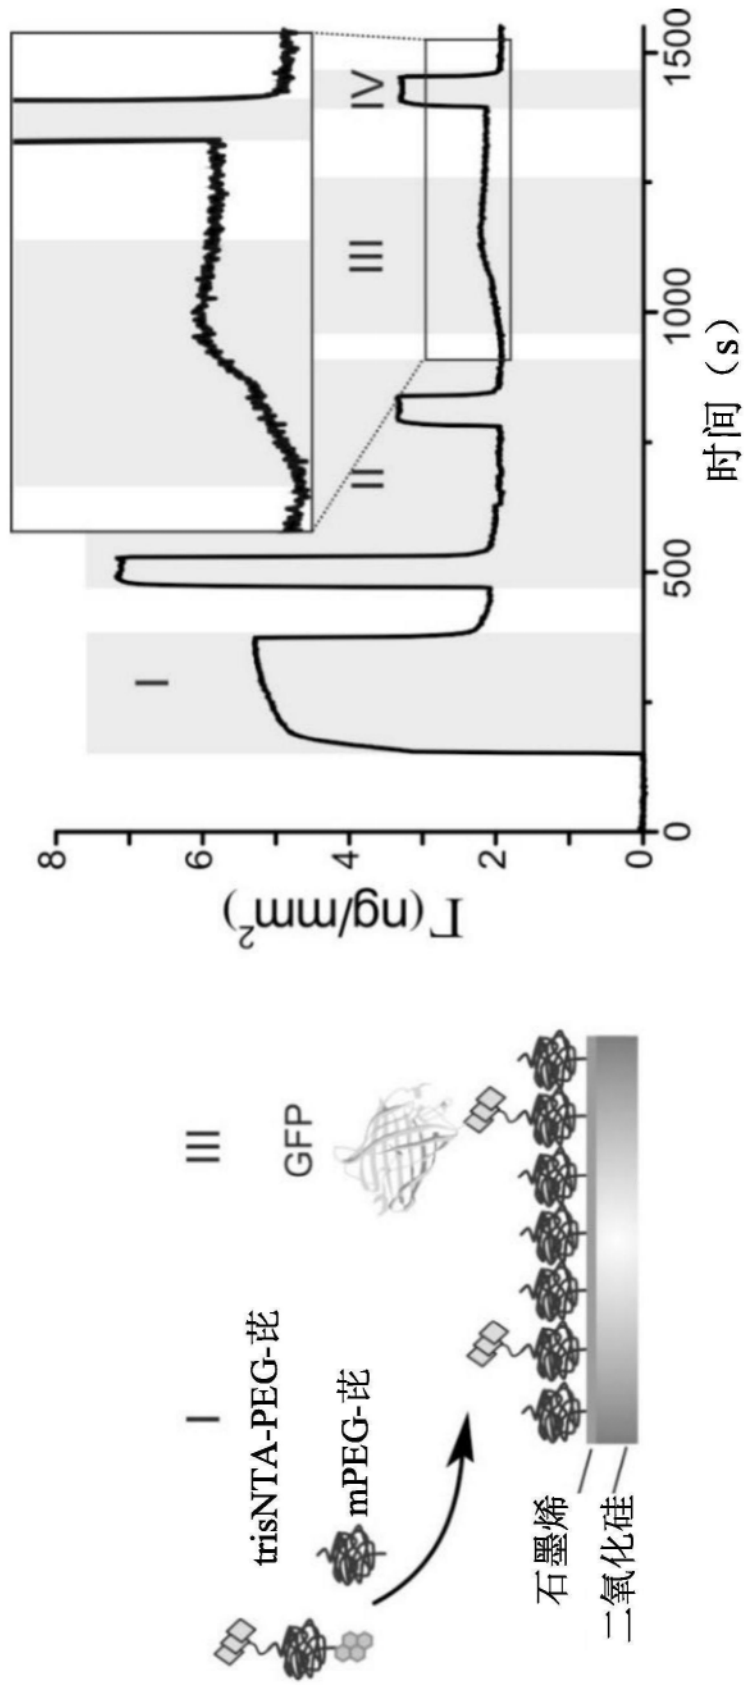 I
III
trisNTA-PEG-芘
GFP
mPEG-芘
石墨烯
二氧化硅
Γ(ng/mm²)
8
6
4
2
0
I
II
III
IV
0
500
1000
1500
时间（s）